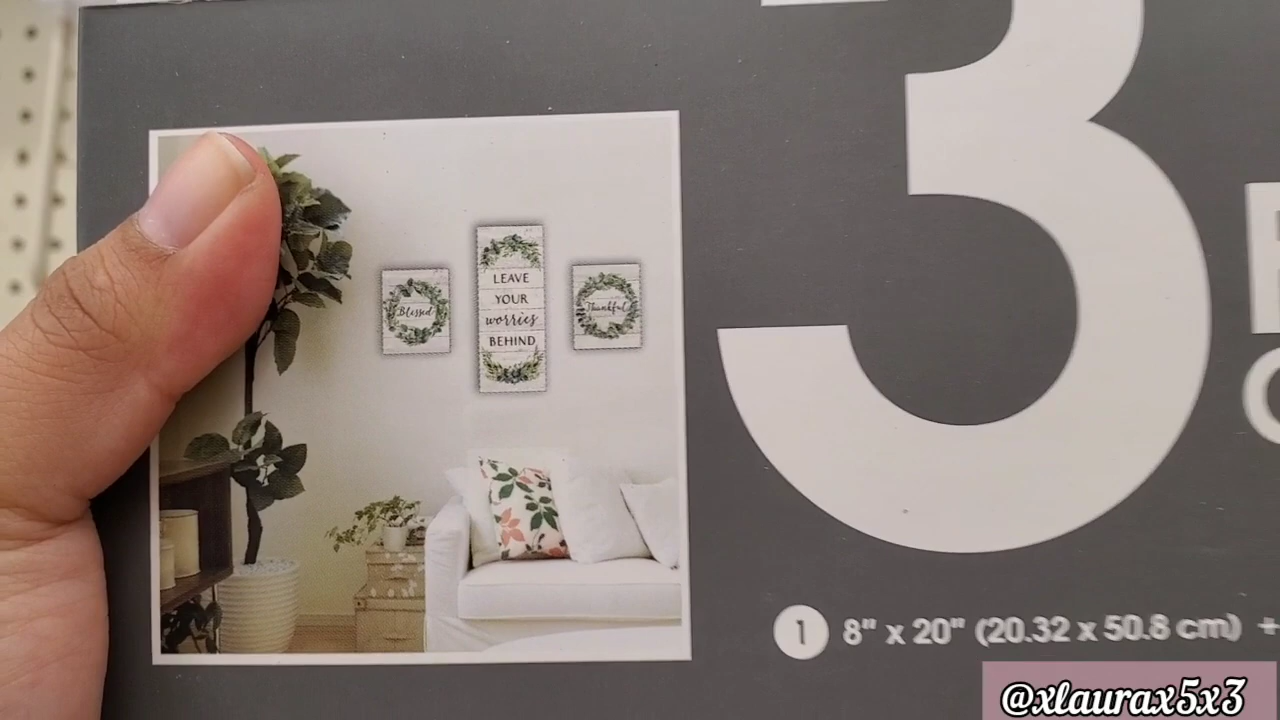 3
Blessed
LEAVE
YOUR
worries
BEHIND
Thankful
1 8" x 20" (20.32 x 50.8 cm) +
@xlaurax5x3